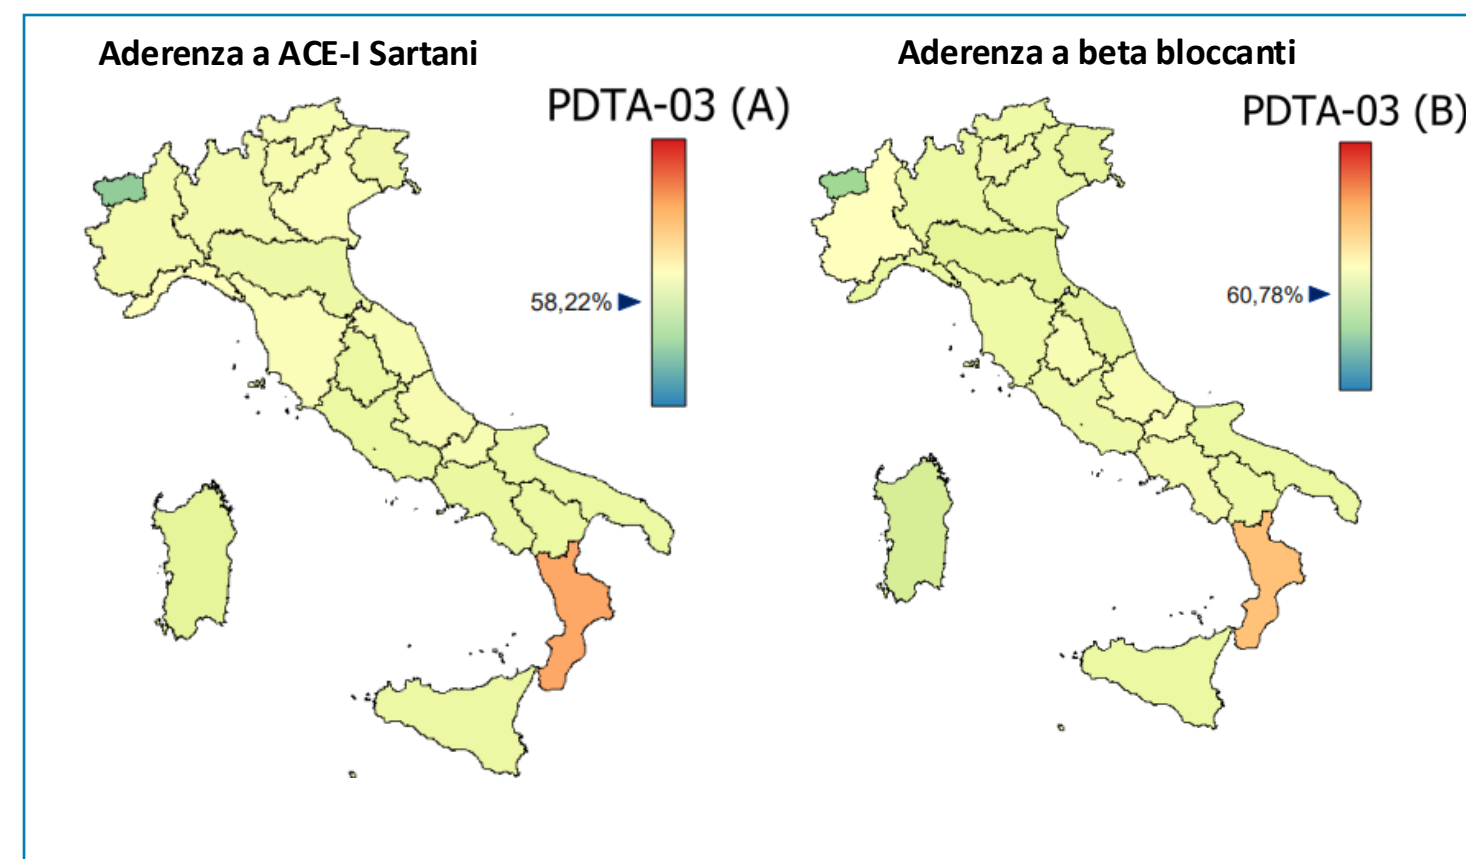 Aderenza a ACE-I Sartani
Aderenza a beta bloccanti
PDTA-03 (A)
PDTA-03 (B)
58,22%
60,78%